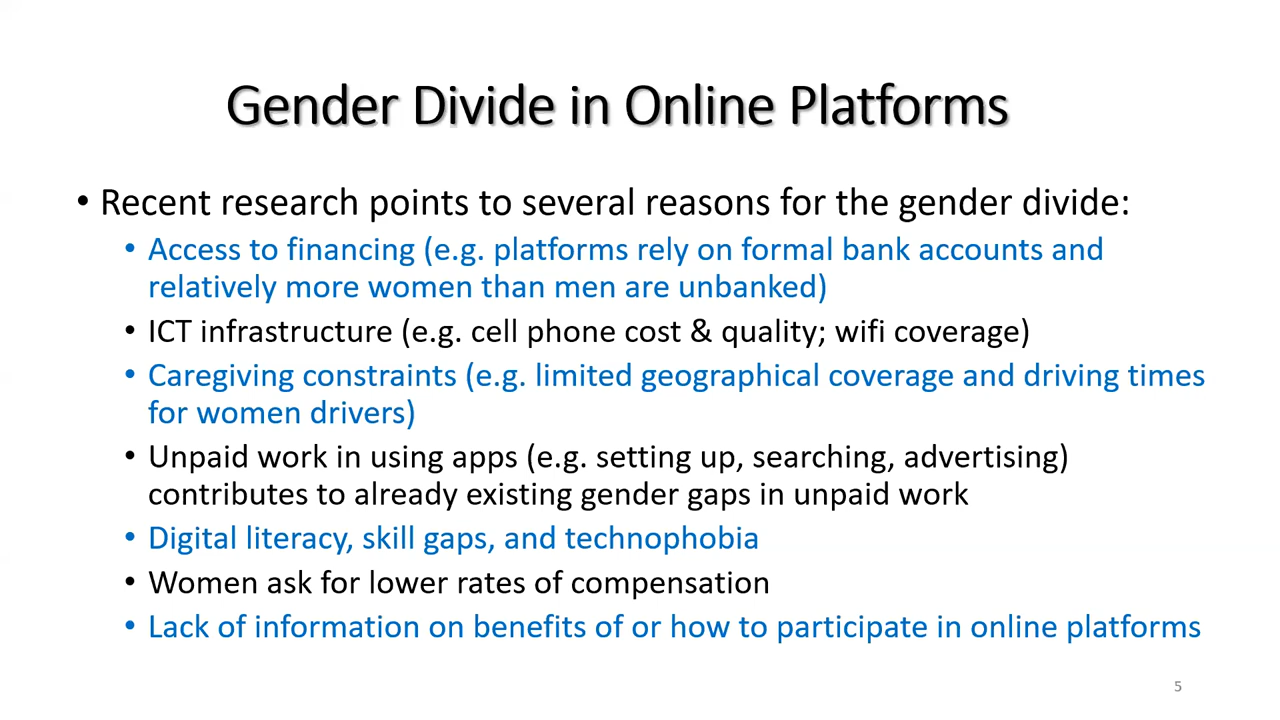 Gender Divide in Online Platforms
• Recent research points to several reasons for the gender divide:
• Access to financing (e.g. platforms rely on formal bank accounts and
relatively more women than men are unbanked)
• ICT infrastructure (e.g. cell phone cost & quality; wifi coverage)
• Caregiving constraints (e.g. limited geographical coverage and driving times
for women drivers)
• Unpaid work in using apps (e.g. setting up, searching, advertising)
contributes to already existing gender gaps in unpaid work
• Digital literacy, skill gaps, and technophobia
• Women ask for lower rates of compensation
• Lack of information on benefits of or how to participate in online platforms
5